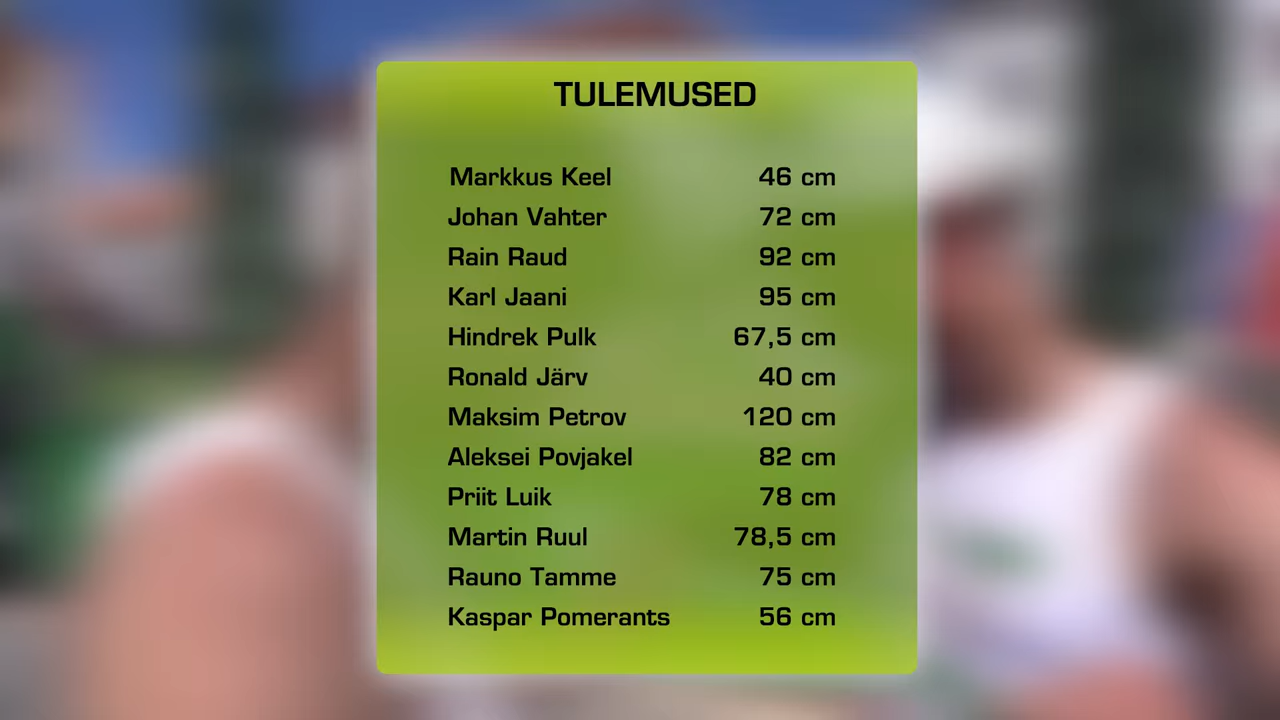 TULEMUSED
Markkus Keel 46 cm
Johan Vahter 72 cm
Rain Raud 92 cm
Karl Jaani 95 cm
Hindrek Pulk 67,5 cm
Ronald Järv 40 cm
Maksim Petrov 120 cm
Aleksei Povjakel 82 cm
Priit Luik 78 cm
Martin Ruul 78,5 cm
Rauno Tamme 75 cm
Kaspar Pomerants 56 cm